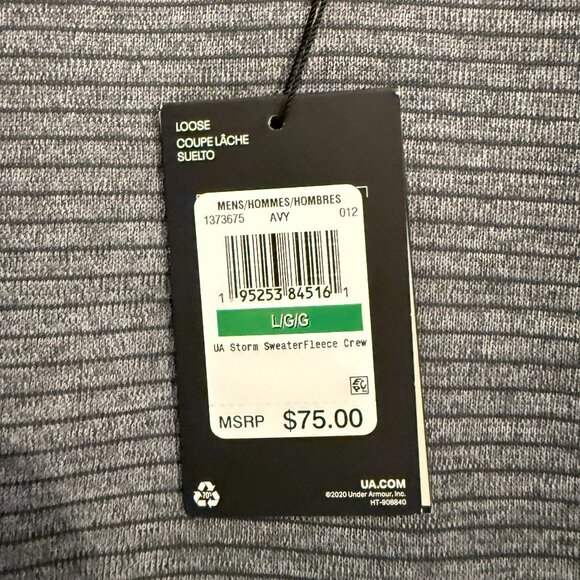 LOOSE
COUPE LÂCHE
SUELTO
MENS/HOMMES/HOMBRES
1373675 AVY 012
1 95253 84516 1
L/G/G
UA Storm SweaterFleece Crew
MSRP $75.00
70%
UA.COM
©2020 Under Armour, Inc.
HT-908840